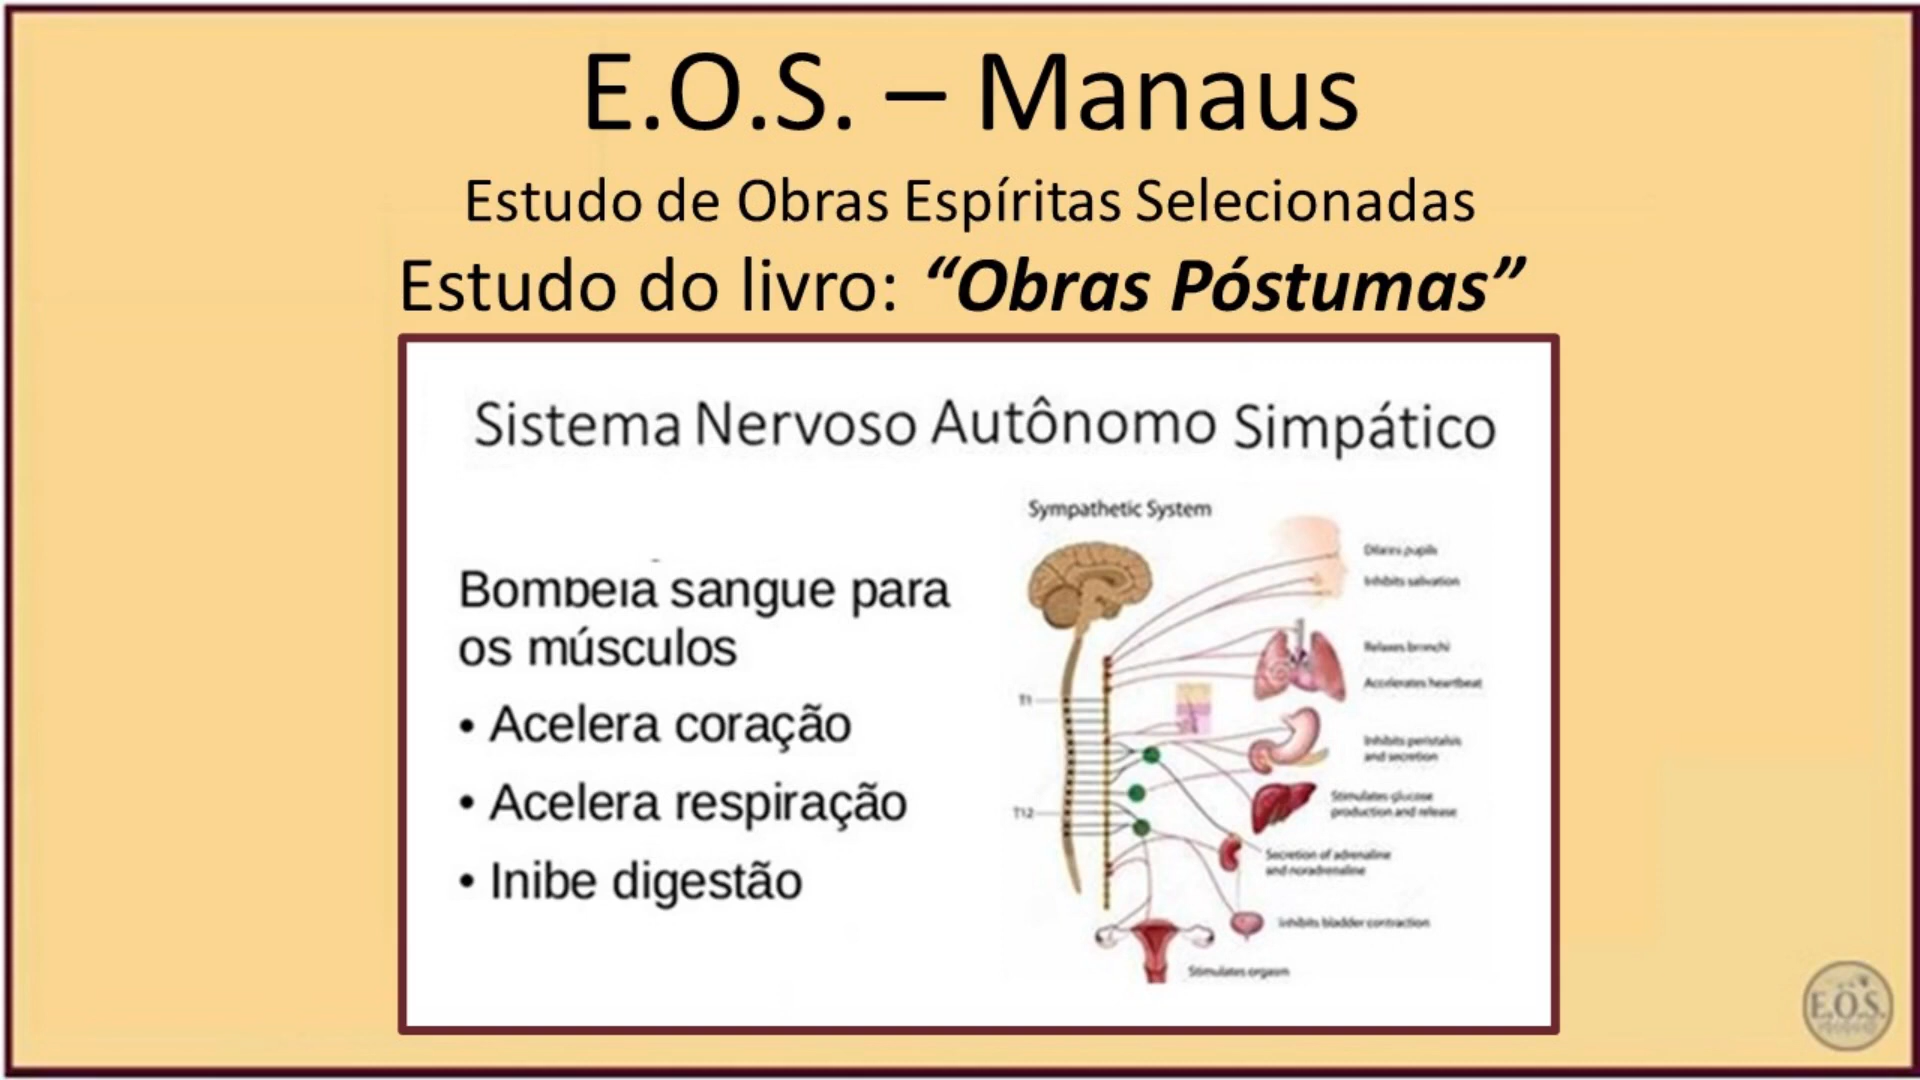 E.O.S. – Manaus
Estudo de Obras Espíritas Selecionadas
Estudo do livro: “Obras Póstumas”
Sistema Nervoso Autônomo Simpático
Bombeia sangue para
os músculos
• Acelera coração
• Acelera respiração
• Inibe digestão
Sympathetic System
Dilates pupils
Inhibits salivation
Relaxes bronchi
Accelerates heartbeat
T1
Inhibits peristalsis
and secretion
Stimulates glucose
production and release
T12
Secretion of adrenaline
and noradrenaline
Inhibits bladder contraction
Stimulates orgasm
E.O.S.